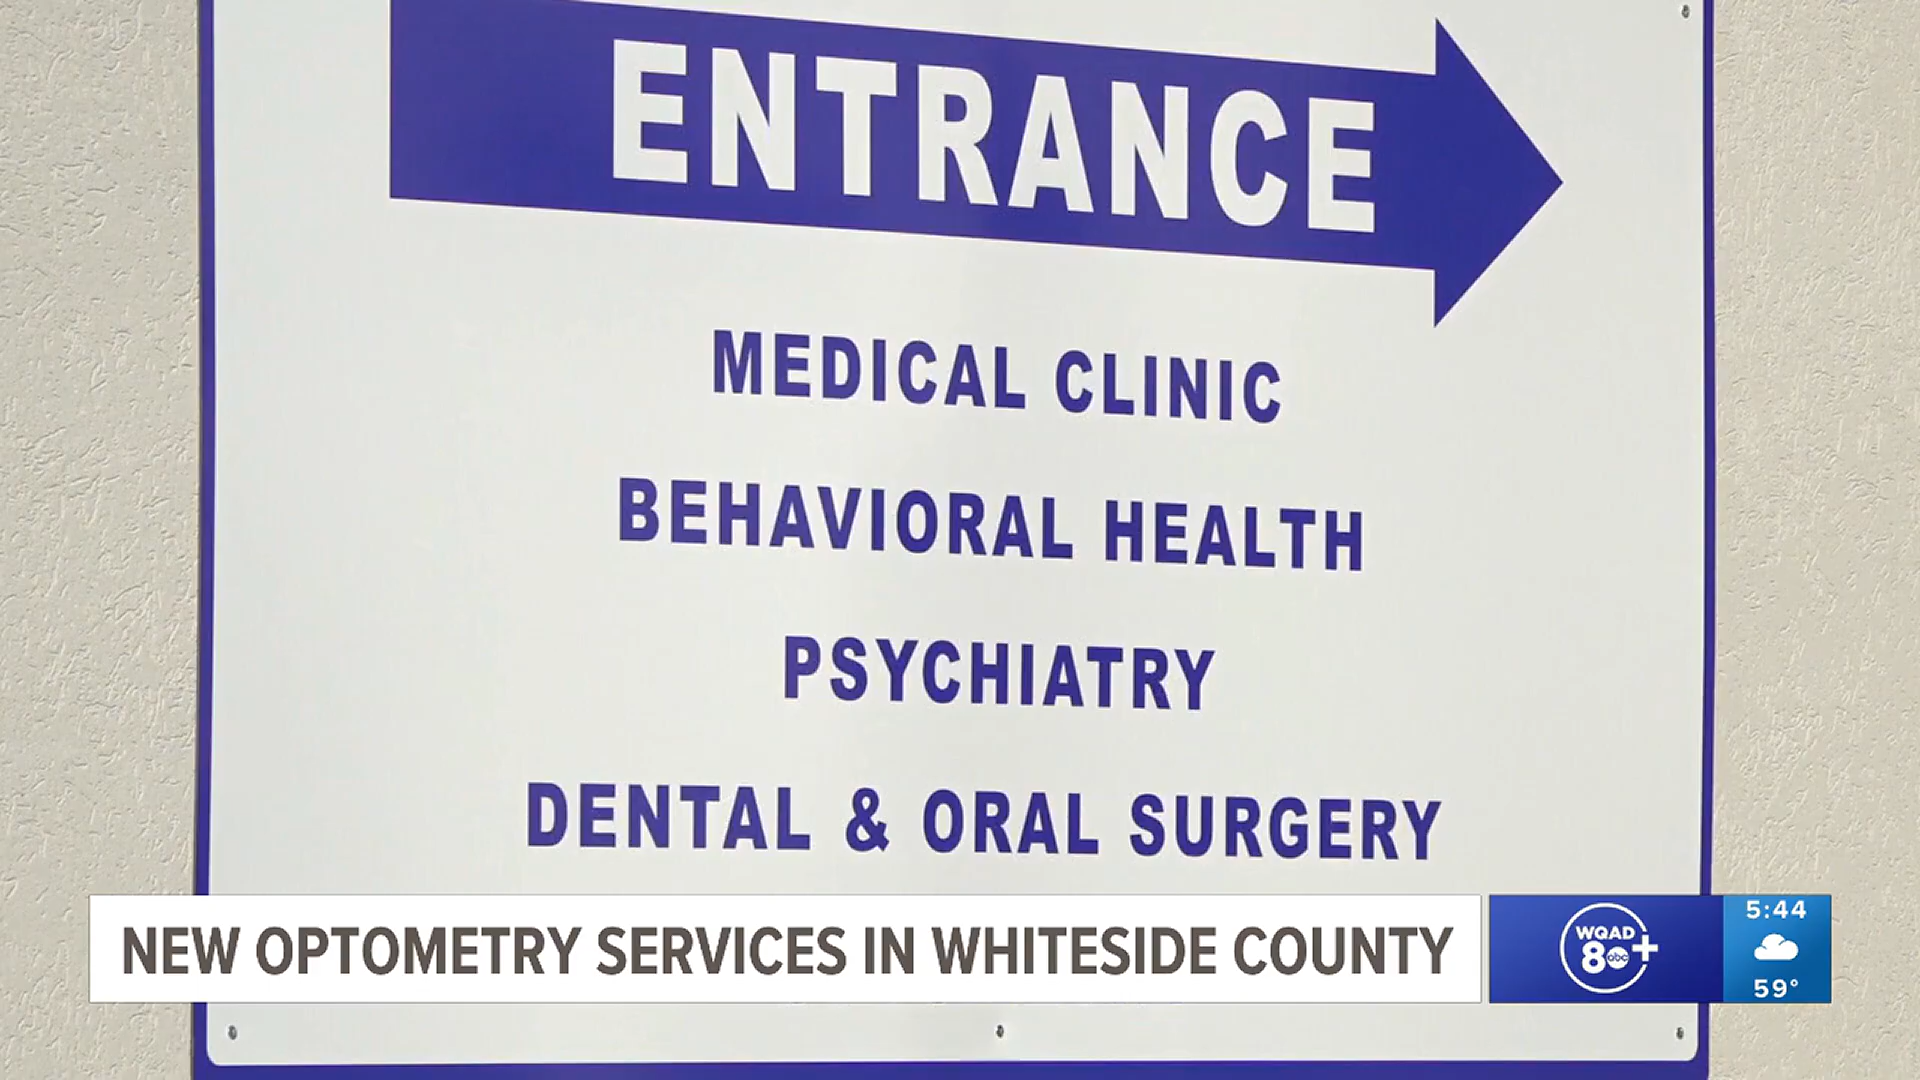 ENTRANCE
MEDICAL CLINIC
BEHAVIORAL HEALTH
PSYCHIATRY
DENTAL & ORAL SURGERY
NEW OPTOMETRY SERVICES IN WHITESIDE COUNTY
WQAD
8 abc +
5:44
59°